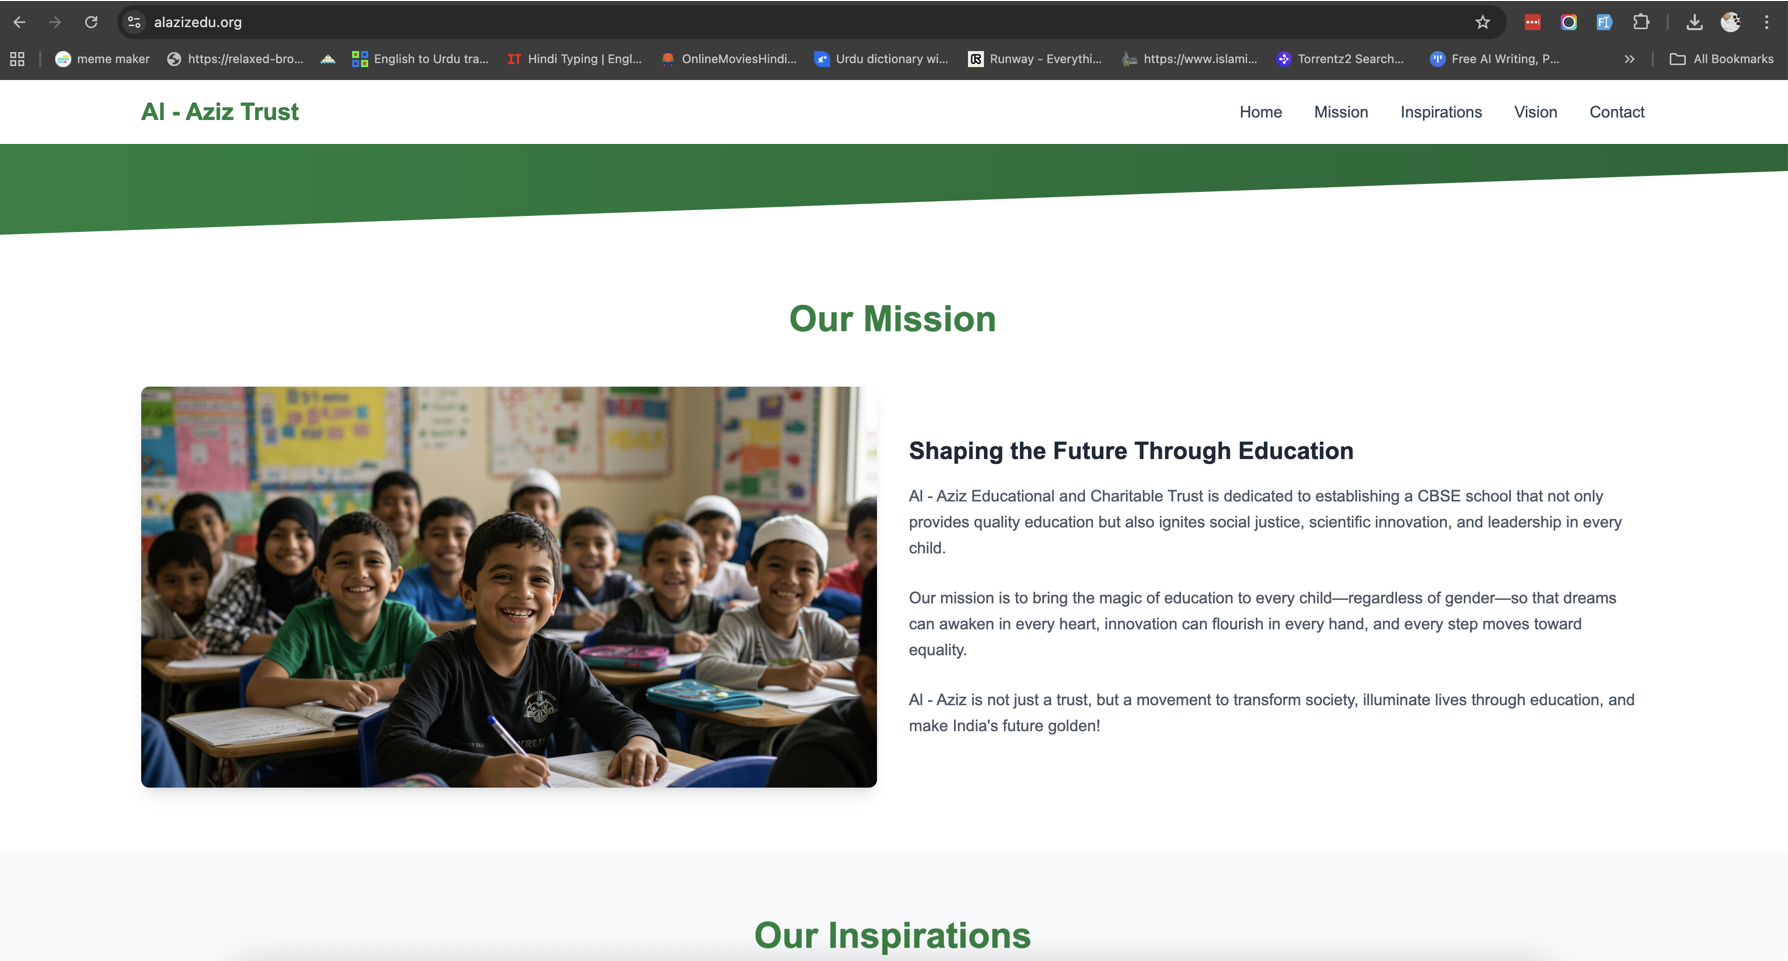 alazizedu.org
meme maker
https://relaxed-bro...
English to Urdu tra...
Hindi Typing | Engl...
OnlineMoviesHindi...
Urdu dictionary wi...
Runway - Everythi...
https://www.islami...
Torrentz2 Search...
Free AI Writing, P...
All Bookmarks
Al - Aziz Trust
Home
Mission
Inspirations
Vision
Contact
Our Mission
Shaping the Future Through Education
Al - Aziz Educational and Charitable Trust is dedicated to establishing a CBSE school that not only
provides quality education but also ignites social justice, scientific innovation, and leadership in every
child.
Our mission is to bring the magic of education to every child—regardless of gender—so that dreams
can awaken in every heart, innovation can flourish in every hand, and every step moves toward
equality.
Al - Aziz is not just a trust, but a movement to transform society, illuminate lives through education, and
make India's future golden!
Our Inspirations